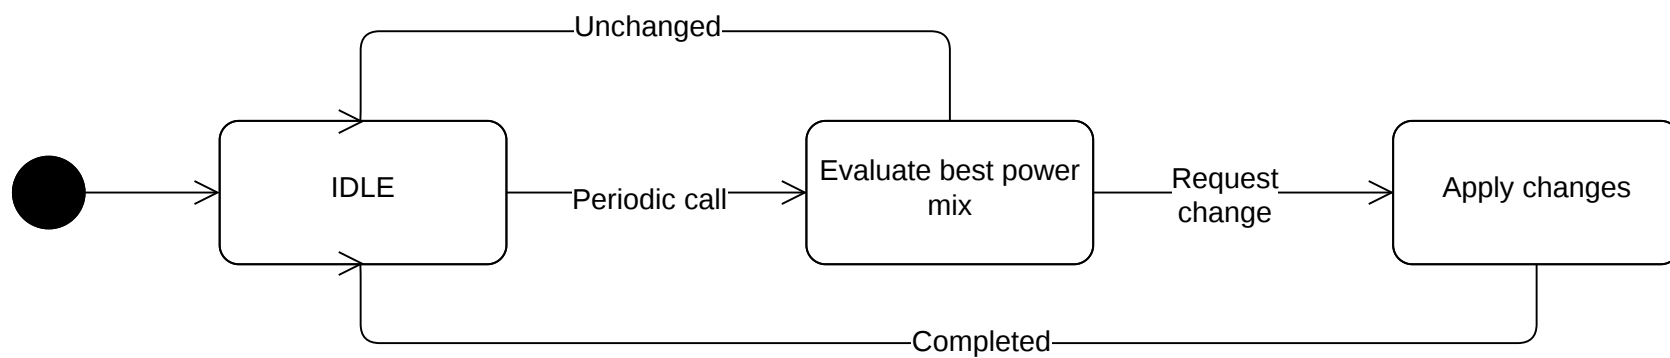 Unchanged
IDLE
Periodic call
Evaluate best power
mix
Request
change
Apply changes
Completed